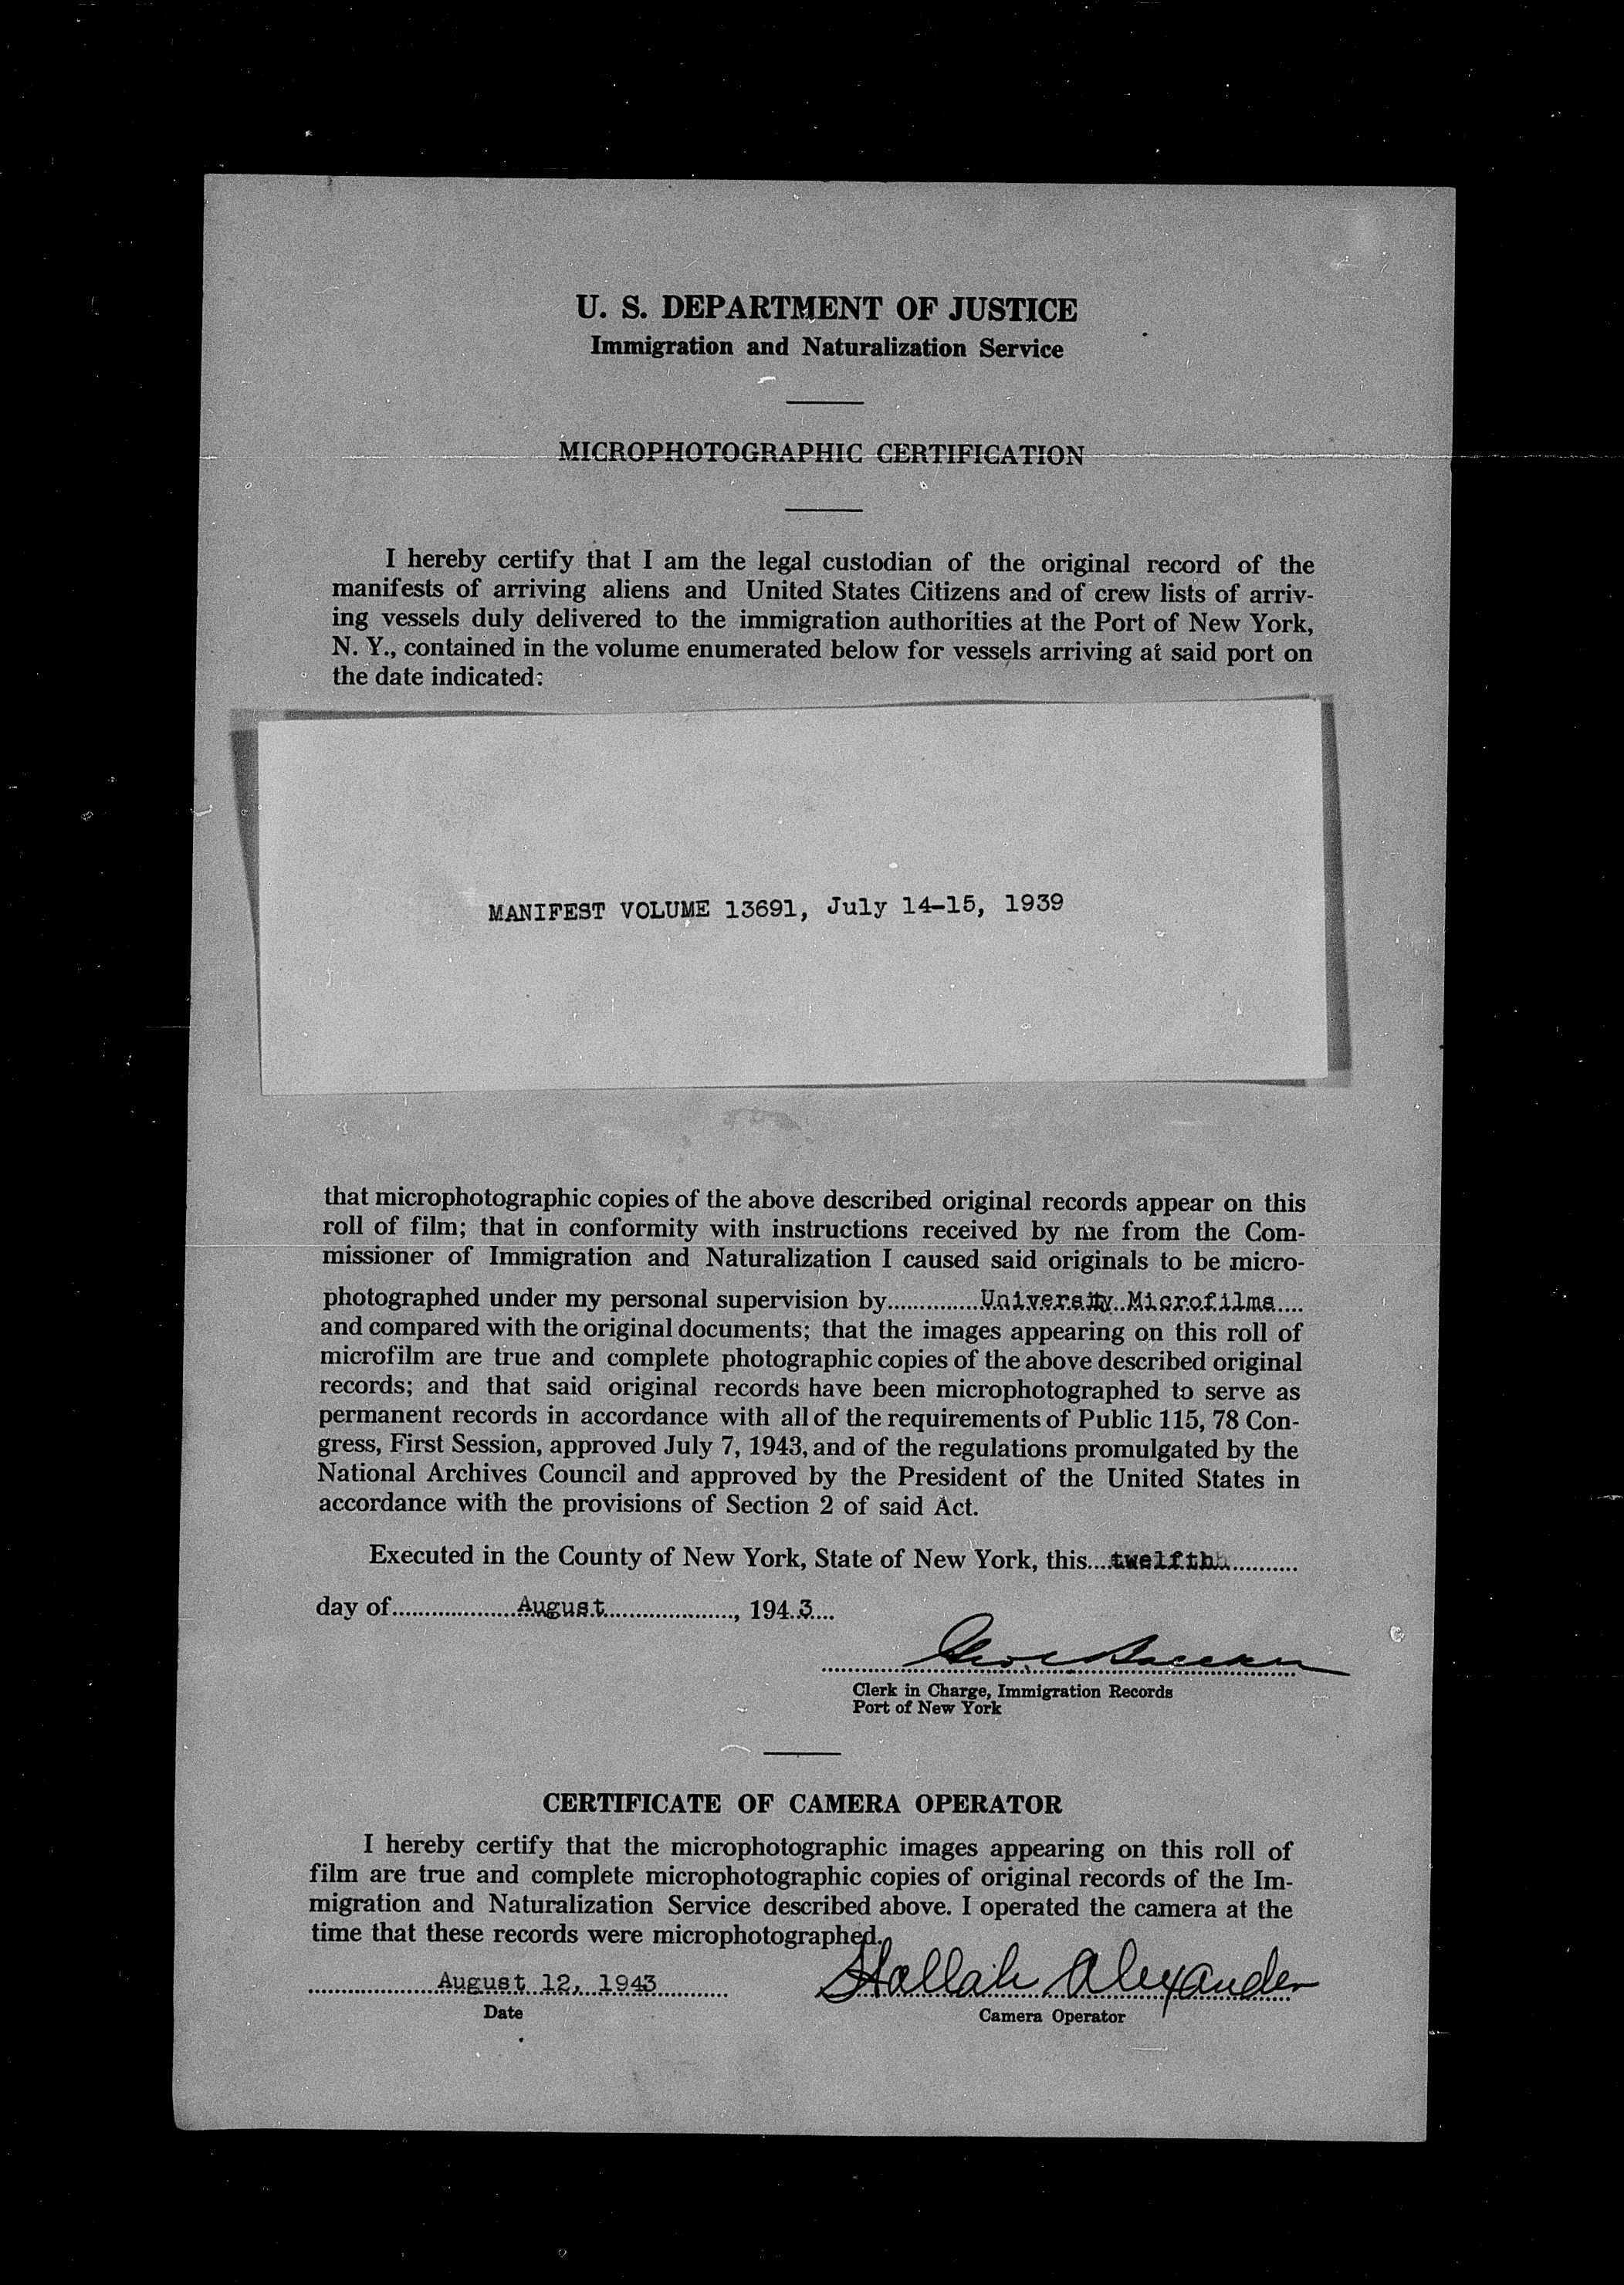 U. S. DEPARTMENT OF JUSTICE
Immigration and Naturalization Service
MICROPHOTOGRAPHIC CERTIFICATION
I hereby certify that I am the legal custodian of the original record of the
manifests of arriving aliens and United States Citizens and of crew lists of arriv-
ing vessels duly delivered to the immigration authorities at the Port of New York,
N. Y., contained in the volume enumerated below for vessels arriving at said port on
the date indicated:
MANIFEST VOLUME 13691, July 14-15, 1939
that microphotographic copies of the above described original records appear on this
roll of film; that in conformity with instructions received by me from the Com-
missioner of Immigration and Naturalization I caused said originals to be micro-
photographed under my personal supervision by..............University Microfilms....
and compared with the original documents; that the images appearing on this roll of
microfilm are true and complete photographic copies of the above described original
records; and that said original records have been microphotographed to serve as
permanent records in accordance with all of the requirements of Public 115, 78 Con-
gress, First Session, approved July 7, 1943, and of the regulations promulgated by the
National Archives Council and approved by the President of the United States in
accordance with the provisions of Section 2 of said Act.
Executed in the County of New York, State of New York, this....twelfth...........
day of...................August...................., 194.3....
Clerk in Charge, Immigration Records
Port of New York
CERTIFICATE OF CAMERA OPERATOR
I hereby certify that the microphotographic images appearing on this roll of
film are true and complete microphotographic copies of original records of the Im-
migration and Naturalization Service described above. I operated the camera at the
time that these records were microphotographed.
August 12, 1943
Alexander
Date
Camera Operator